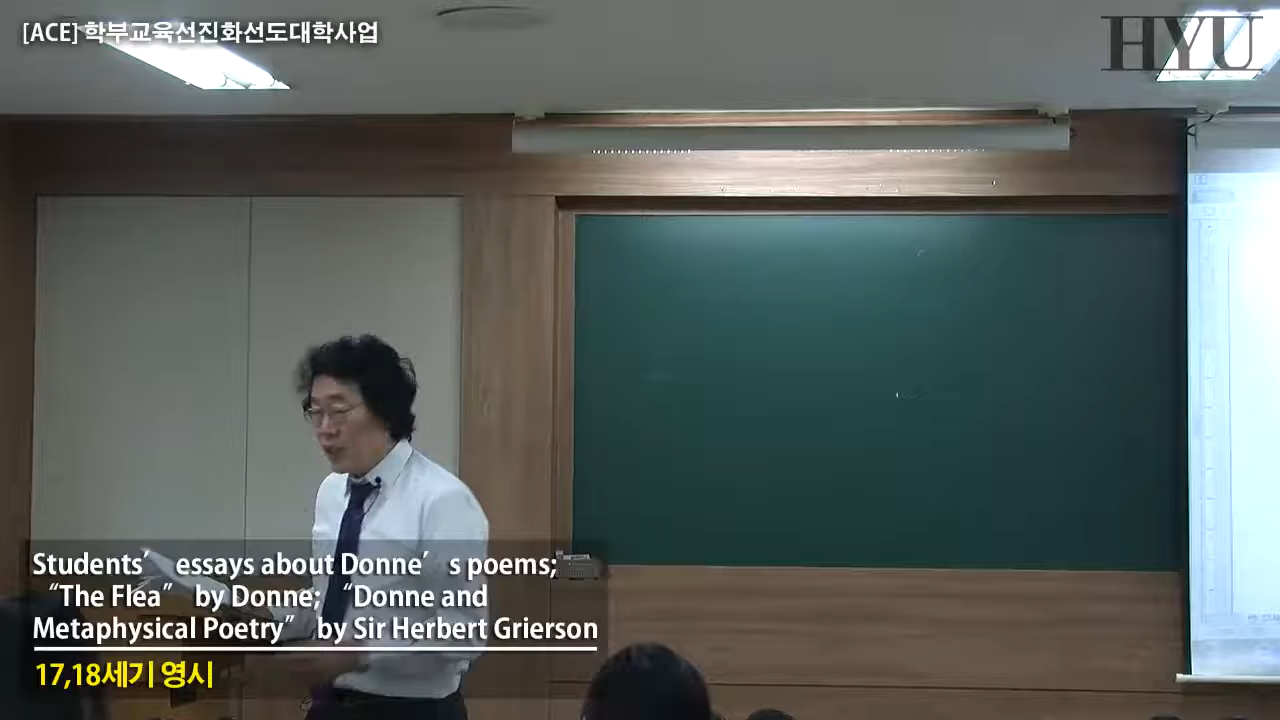 [ACE] 학부교육선진화선도대학사업
HYU
Students’ essays about Donne’s poems;
“The Flea” by Donne; “Donne and
Metaphysical Poetry” by Sir Herbert Grierson
17,18세기 영시